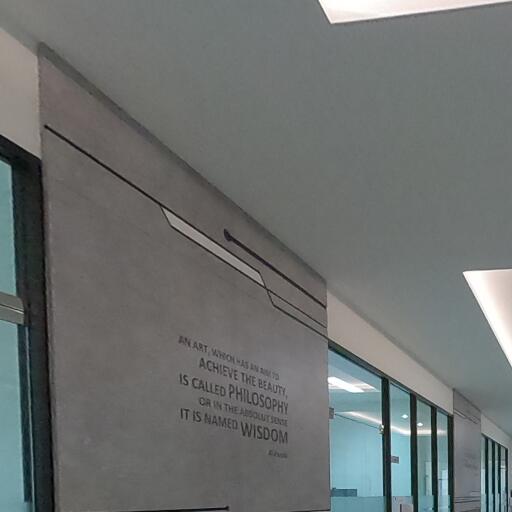 AN ART, WHICH HAS AN AIM TO
ACHIEVE THE BEAUTY,
IS CALLED PHILOSOPHY
OR IN THE ABSOLUT SENSE
IT IS NAMED WISDOM